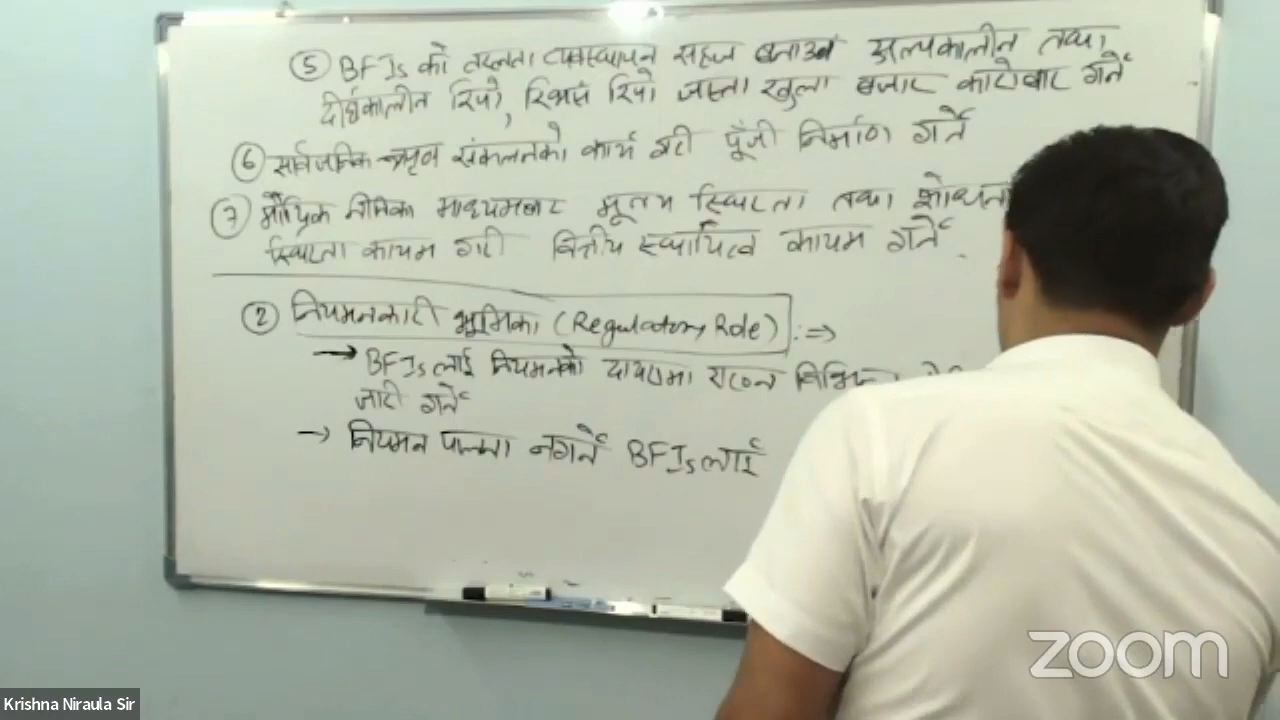 ⑤ BFIs को तरलता व्यवस्थापन सहज बनाउन अल्पकालीन तथा
दीर्घकालीन रिपो, रिभर्स रिपो जस्ता खुला बजार कारोबार गर्ने
⑥ सार्वजनिक ऋण संकलनको कार्य गरी पूँजी निर्माण गर्ने
⑦ मौद्रिक नीतिका माध्यमबाट मूल्य स्थिरता तथा शोधना
स्थिरता कायम गरी वित्तीय स्थायित्व कायम गर्ने.
② नियमनकारी भूमिका (Regulatory Role) :⇒
→ BFIs लाई नियमनको दायरामा राख्न विभिन्न
जारी गर्ने
→ नियमन पालना नगर्ने BFIs लाई
zoom
Krishna Niraula Sir